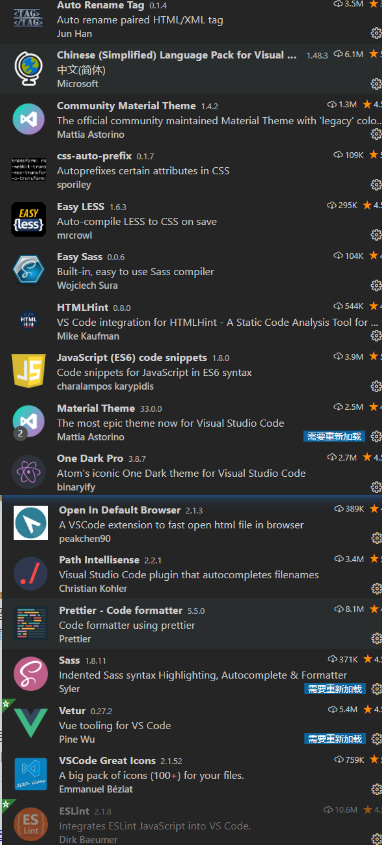 TAG
TAG
Auto Rename Tag 0.1.4 3.5M
Auto rename paired HTML/XML tag
Jun Han
Chinese (Simplified) Language Pack for Visual ... 1.48.3 6.1M 5
中文(简体)
Microsoft
Community Material Theme 1.4.2 1.3M 4.
The official community maintained Material Theme with 'legacy' colo...
Mattia Astorino
css-auto-prefix 0.1.7 109K 5
Autoprefixes certain attributes in CSS
sporiley
EASY
{less}
Easy LESS 1.6.3 295K 4.
Auto-compile LESS to CSS on save
mrcrowl
Easy Sass 0.0.6 104K 4.
Built-in, easy to use Sass compiler
Wojciech Sura
HTML
Hint
HTMLHint 0.8.0 544K 4.
VS Code integration for HTMLHint - A Static Code Analysis Tool for ...
Mike Kaufman
JS
JavaScript (ES6) code snippets 1.8.0 3.9M 5
Code snippets for JavaScript in ES6 syntax
charalampos karypidis
2
Material Theme 33.0.0 2.5M 4.
The most epic theme now for Visual Studio Code
Mattia Astorino 需要重新加载
One Dark Pro 3.8.7 2.7M 4.
Atom's iconic One Dark theme for Visual Studio Code
binaryify
Open In Default Browser 2.1.3 389K 5
A VSCode extension to fast open html file in browser
peakchen90
Path Intellisense 2.2.1 3.4M 5
Visual Studio Code plugin that autocompletes filenames
Christian Kohler
Prettier - Code formatter 5.5.0 8.1M 4.
Code formatter using prettier
Prettier
Sass 1.8.11 371K 4.
Indented Sass syntax Highlighting, Autocomplete & Formatter
Syler 需要重新加载
Vetur 0.27.2 5.4M 4.
Vue tooling for VS Code
Pine Wu 需要重新加载
VSCode Great Icons 2.1.52 759K 5
A big pack of icons (100+) for your files.
Emmanuel Béziat
ES
Lint
ESLint 2.1.8 10.6M 4.
Integrates ESLint JavaScript into VS Code.
Dirk Baeumer